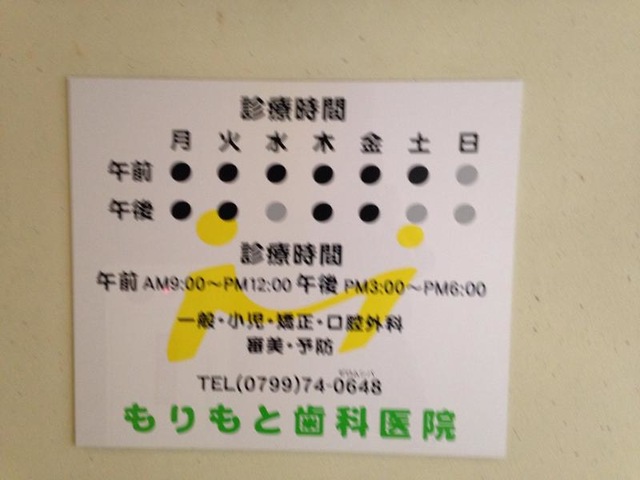 診療時間
月 火 水 木 金 土 日
午前 ● ● ● ● ● ● ●
午後 ● ● ● ● ● ● ●
診療時間
午前 AM9:00～PM12:00 午後 PM3:00～PM6:00
一般・小児・矯正・口腔外科
審美・予防
TEL(0799)74-0648
もりもと歯科医院